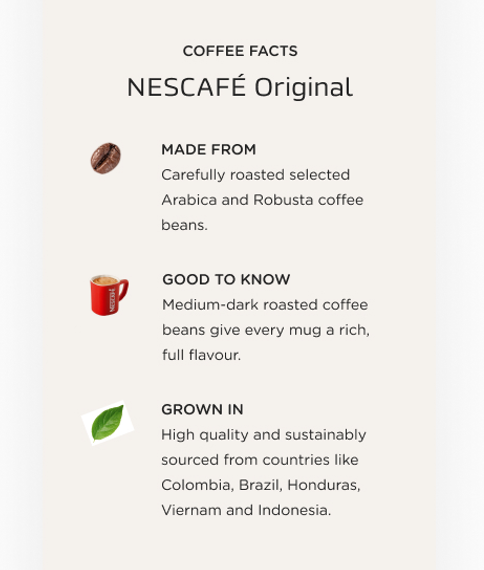 COFFEE FACTS
NESCAFÉ Original
MADE FROM
Carefully roasted selected
Arabica and Robusta coffee
beans.
NESCAFÉ
GOOD TO KNOW
Medium-dark roasted coffee
beans give every mug a rich,
full flavour.
GROWN IN
High quality and sustainably
sourced from countries like
Colombia, Brazil, Honduras,
Viernam and Indonesia.